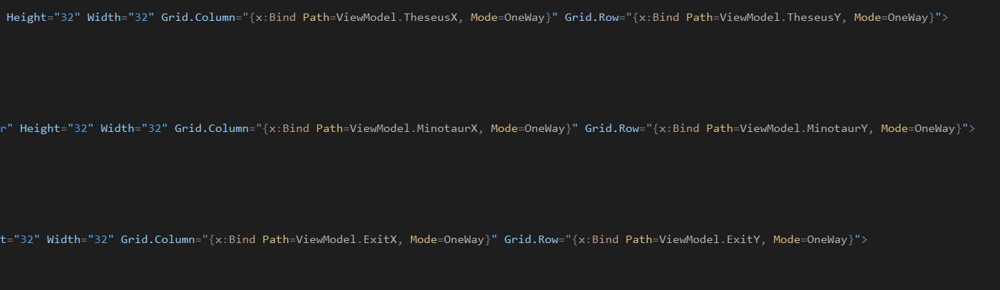 Height="32" Width="32" Grid.Column="{x:Bind Path=ViewModel.TheseusX, Mode=OneWay}" Grid.Row="{x:Bind Path=ViewModel.TheseusY, Mode=OneWay}">
r" Height="32" Width="32" Grid.Column="{x:Bind Path=ViewModel.MinotaurX, Mode=OneWay}" Grid.Row="{x:Bind Path=ViewModel.MinotaurY, Mode=OneWay}">
t="32" Width="32" Grid.Column="{x:Bind Path=ViewModel.ExitX, Mode=OneWay}" Grid.Row="{x:Bind Path=ViewModel.ExitY, Mode=OneWay}">